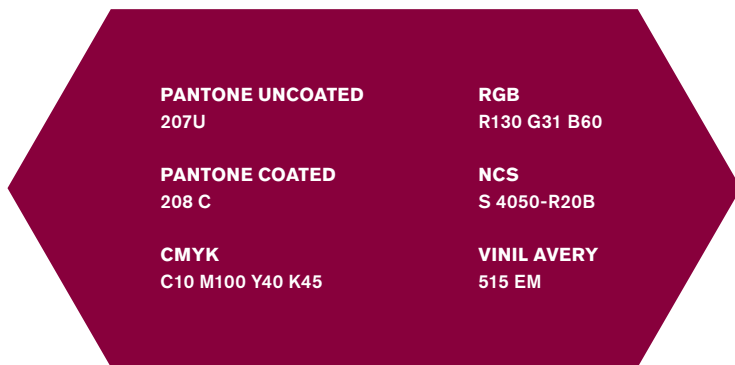 PANTONE UNCOATED
207U
PANTONE COATED
208 C
CMYK
C10 M100 Y40 K45
RGB
R130 G31 B60
NCS
S 4050-R20B
VINIL AVERY
515 EM